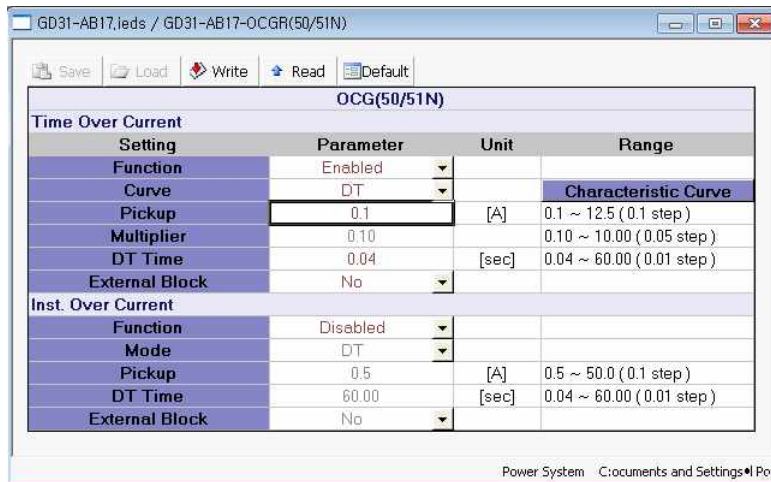 GD31-AB17.ieds / GD31-AB17-OCGR(50/51N)
Save Load Write Read Default
OCG(50/51N)
Time Over Current
Setting Parameter Unit Range
Function Enabled
Curve DT Characteristic Curve
Pickup 0.1 [A] 0.1 ~ 12.5 ( 0.1 step )
Multiplier 0.10 0.10 ~ 10.00 ( 0.05 step )
DT Time 0.04 [sec] 0.04 ~ 60.00 ( 0.01 step )
External Block No
Inst. Over Current
Function Disabled
Mode DT
Pickup 0.5 [A] 0.5 ~ 50.0 ( 0.1 step )
DT Time 60.00 [sec] 0.04 ~ 60.00 ( 0.01 step )
External Block No
Power System C:ocuments and Settings